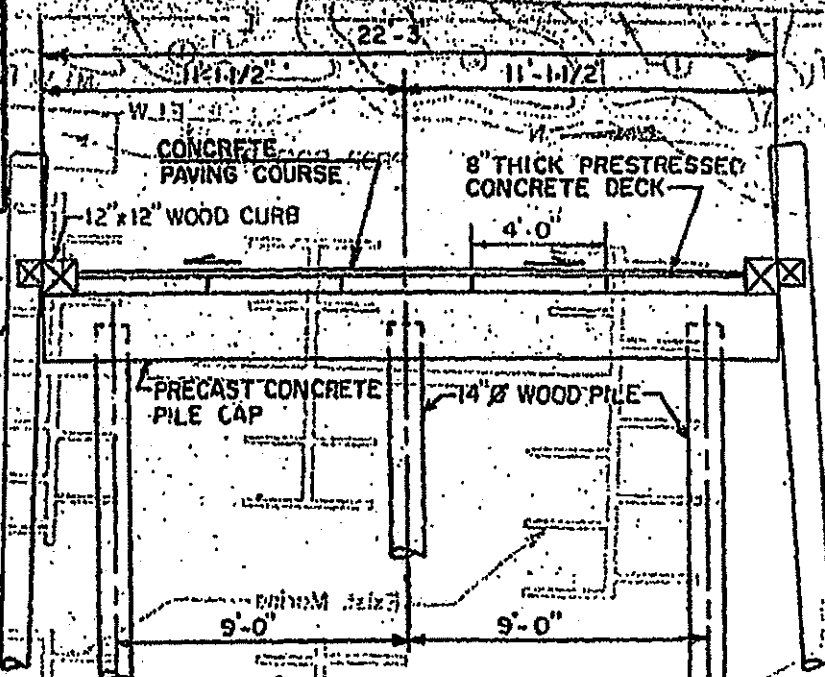 22'-3
11'-1 1/2" 11'-1 1/2"
CONCRETE
PAVING COURSE
8" THICK PRESTRESSED
CONCRETE DECK
12"x12" WOOD CURB
4'-0"
PRECAST CONCRETE
PILE CAP
14"Ø WOOD PILE
9'-0" 9'-0"